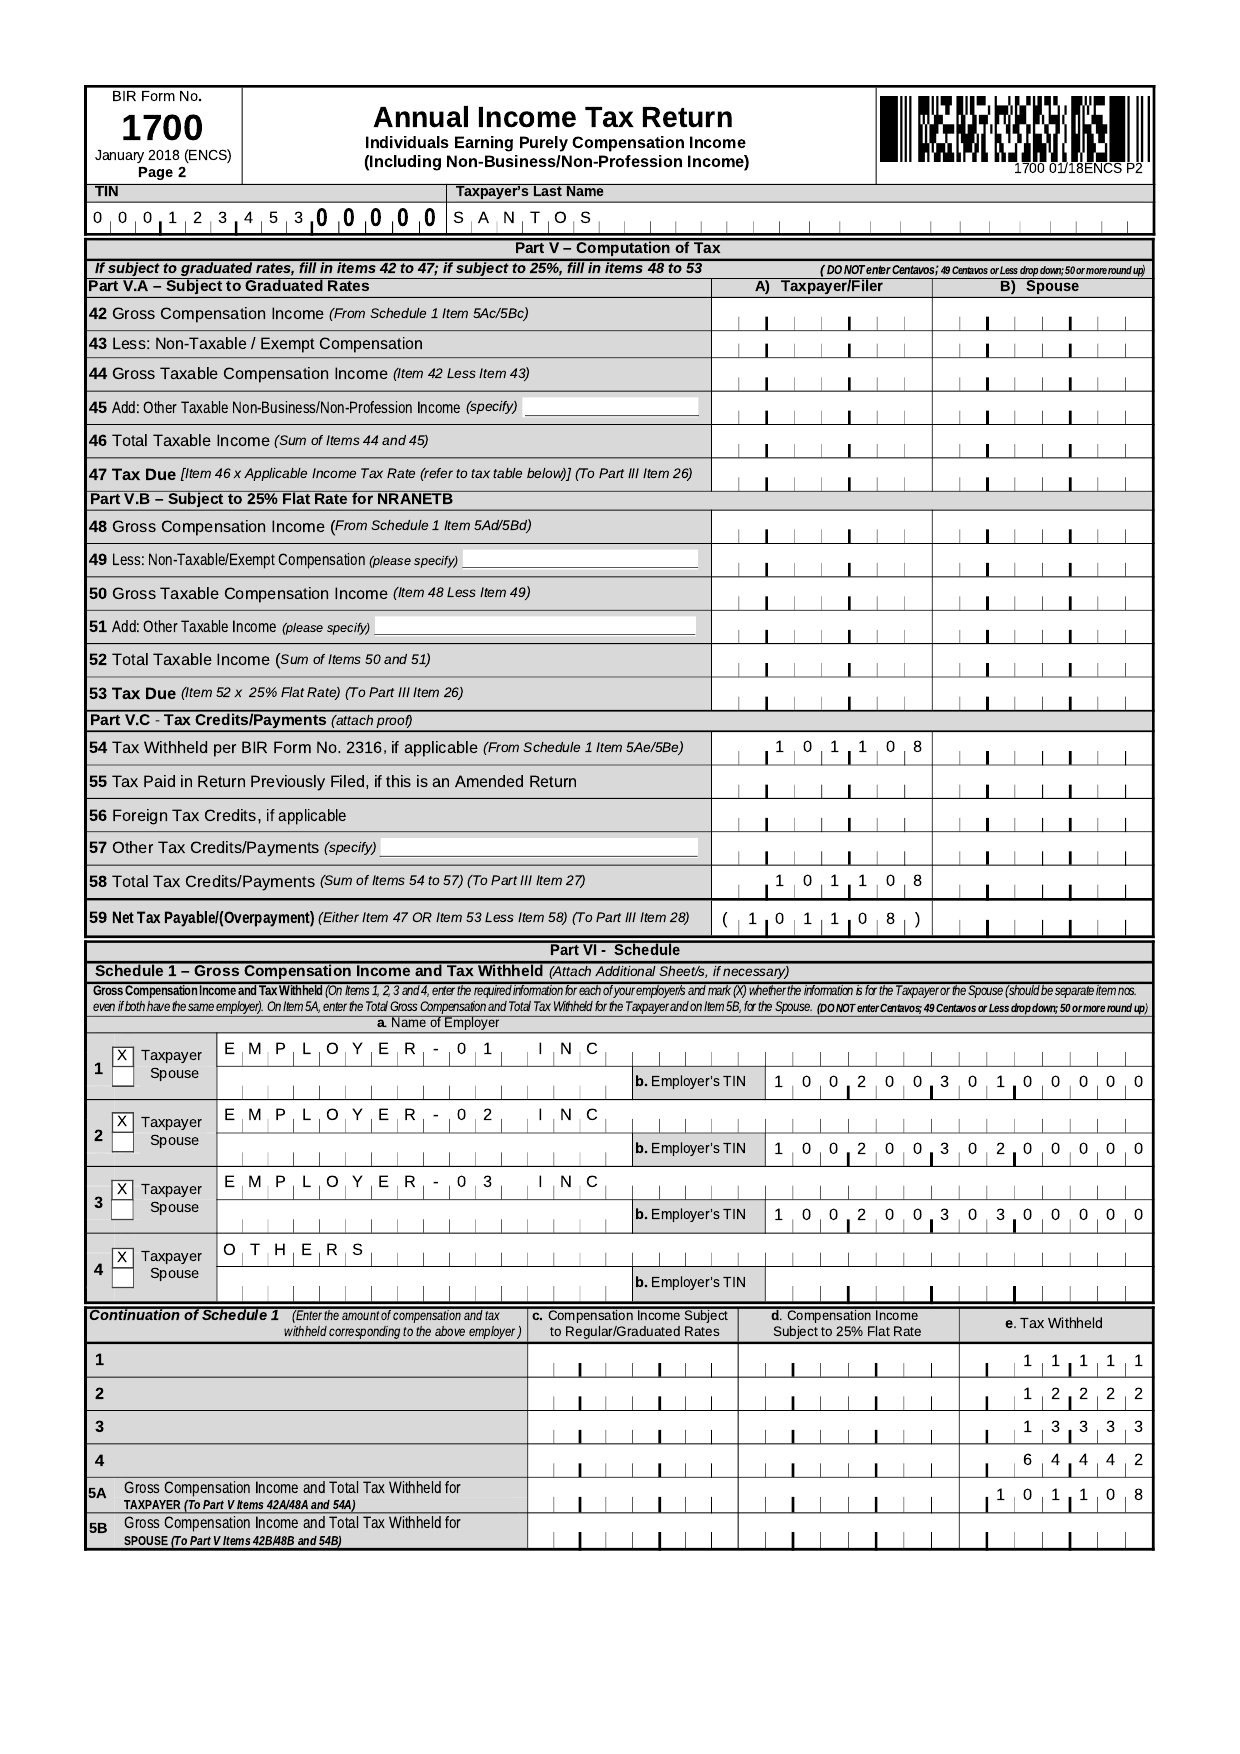 BIR Form No.
1700
January 2018 (ENCS)
Page 2
Annual Income Tax Return
Individuals Earning Purely Compensation Income
(Including Non-Business/Non-Profession Income)
1700 01/18ENCS P2
TIN Taxpayer's Last Name
0 0 0 1 2 3 4 5 3 0 0 0 0 0 S A N T O S
Part V – Computation of Tax
If subject to graduated rates, fill in items 42 to 47; if subject to 25%, fill in items 48 to 53 ( DO NOT enter Centavos; 49 Centavos or Less drop down; 50 or more round up)
Part V.A – Subject to Graduated Rates A) Taxpayer/Filer B) Spouse
42 Gross Compensation Income (From Schedule 1 Item 5Ac/5Bc)
43 Less: Non-Taxable / Exempt Compensation
44 Gross Taxable Compensation Income (Item 42 Less Item 43)
45 Add: Other Taxable Non-Business/Non-Profession Income (specify)
46 Total Taxable Income (Sum of Items 44 and 45)
47 Tax Due [Item 46 x Applicable Income Tax Rate (refer to tax table below)] (To Part III Item 26)
Part V.B – Subject to 25% Flat Rate for NRANETB
48 Gross Compensation Income (From Schedule 1 Item 5Ad/5Bd)
49 Less: Non-Taxable/Exempt Compensation (please specify)
50 Gross Taxable Compensation Income (Item 48 Less Item 49)
51 Add: Other Taxable Income (please specify)
52 Total Taxable Income (Sum of Items 50 and 51)
53 Tax Due (Item 52 x 25% Flat Rate) (To Part III Item 26)
Part V.C - Tax Credits/Payments (attach proof)
54 Tax Withheld per BIR Form No. 2316, if applicable (From Schedule 1 Item 5Ae/5Be) 1 0 1 1 0 8
55 Tax Paid in Return Previously Filed, if this is an Amended Return
56 Foreign Tax Credits, if applicable
57 Other Tax Credits/Payments (specify)
58 Total Tax Credits/Payments (Sum of Items 54 to 57) (To Part III Item 27) 1 0 1 1 0 8
59 Net Tax Payable/(Overpayment) (Either Item 47 OR Item 53 Less Item 58) (To Part III Item 28) ( 1 0 1 1 0 8 )
Part VI - Schedule
Schedule 1 – Gross Compensation Income and Tax Withheld (Attach Additional Sheet/s, if necessary)
Gross Compensation Income and Tax Withheld (On Items 1, 2, 3 and 4, enter the required information for each of your employer/s and mark (X) whether the information is for the Taxpayer or the Spouse (should be separate item nos.
even if both have the same employer). On Item 5A, enter the Total Gross Compensation and Total Tax Withheld for the Taxpayer and on Item 5B, for the Spouse. (DO NOT enter Centavos; 49 Centavos or Less drop down; 50 or more round up)
a. Name of Employer
1 X Taxpayer E M P L O Y E R - 0 1 I N C
Spouse b. Employer's TIN 1 0 0 2 0 0 3 0 1 0 0 0 0 0
2 X Taxpayer E M P L O Y E R - 0 2 I N C
Spouse b. Employer's TIN 1 0 0 2 0 0 3 0 2 0 0 0 0 0
3 X Taxpayer E M P L O Y E R - 0 3 I N C
Spouse b. Employer's TIN 1 0 0 2 0 0 3 0 3 0 0 0 0 0
4 X Taxpayer O T H E R S
Spouse b. Employer's TIN
Continuation of Schedule 1 (Enter the amount of compensation and tax
withheld corresponding to the above employer )
c. Compensation Income Subject
to Regular/Graduated Rates
d. Compensation Income
Subject to 25% Flat Rate
e. Tax Withheld
1 1 1 1 1 1
2 1 2 2 2 2
3 1 3 3 3 3
4 6 4 4 4 2
5A Gross Compensation Income and Total Tax Withheld for
TAXPAYER (To Part V Items 42A/48A and 54A) 1 0 1 1 0 8
5B Gross Compensation Income and Total Tax Withheld for
SPOUSE (To Part V Items 42B/48B and 54B)